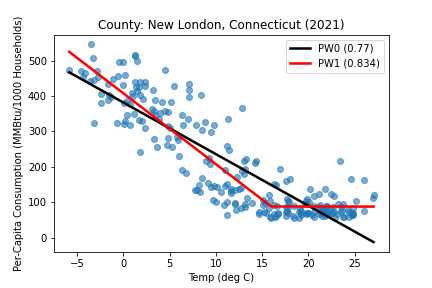 County: New London, Connecticut (2021)
PW0 (0.77)
PW1 (0.834)
Per-Capita Consumption (MMBtu/1000 Households)
500
400
300
200
100
0
−5 0 5 10 15 20 25
Temp (deg C)